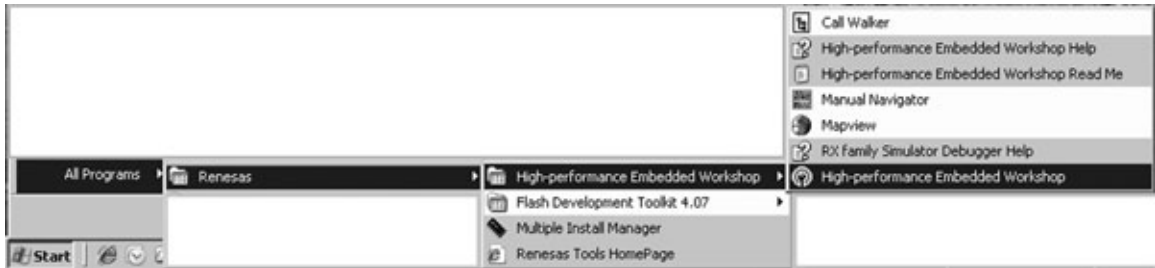 Call Walker
High-performance Embedded Workshop Help
High-performance Embedded Workshop Read Me
Manual Navigator
Mapview
RX family Simulator Debugger Help
All Programs
Renesas
High-performance Embedded Workshop
High-performance Embedded Workshop
Flash Development Toolkit 4.07
Multiple Install Manager
Start
Renesas Tools HomePage